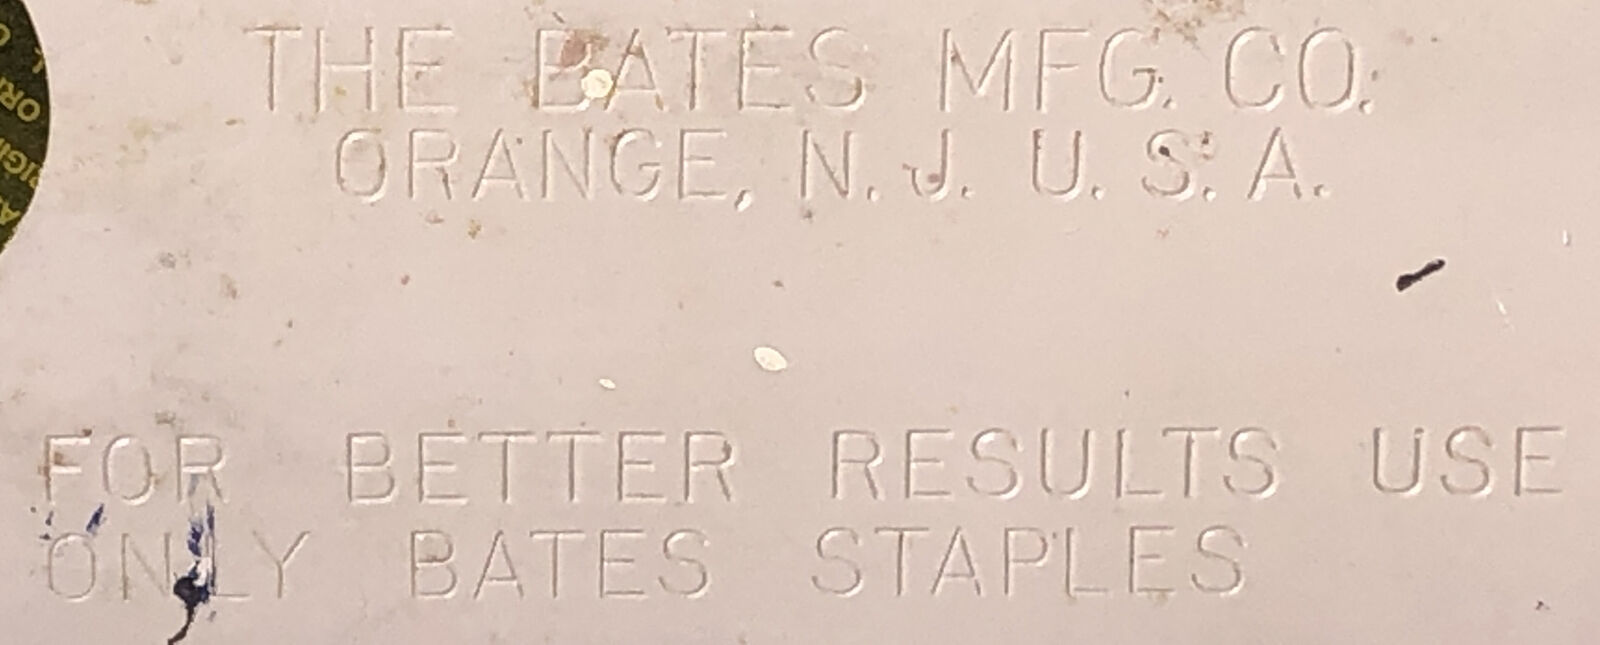 THE BATES MFG. CO.
ORANGE, N. J. U. S. A.
FOR BETTER RESULTS USE
ONLY BATES STAPLES